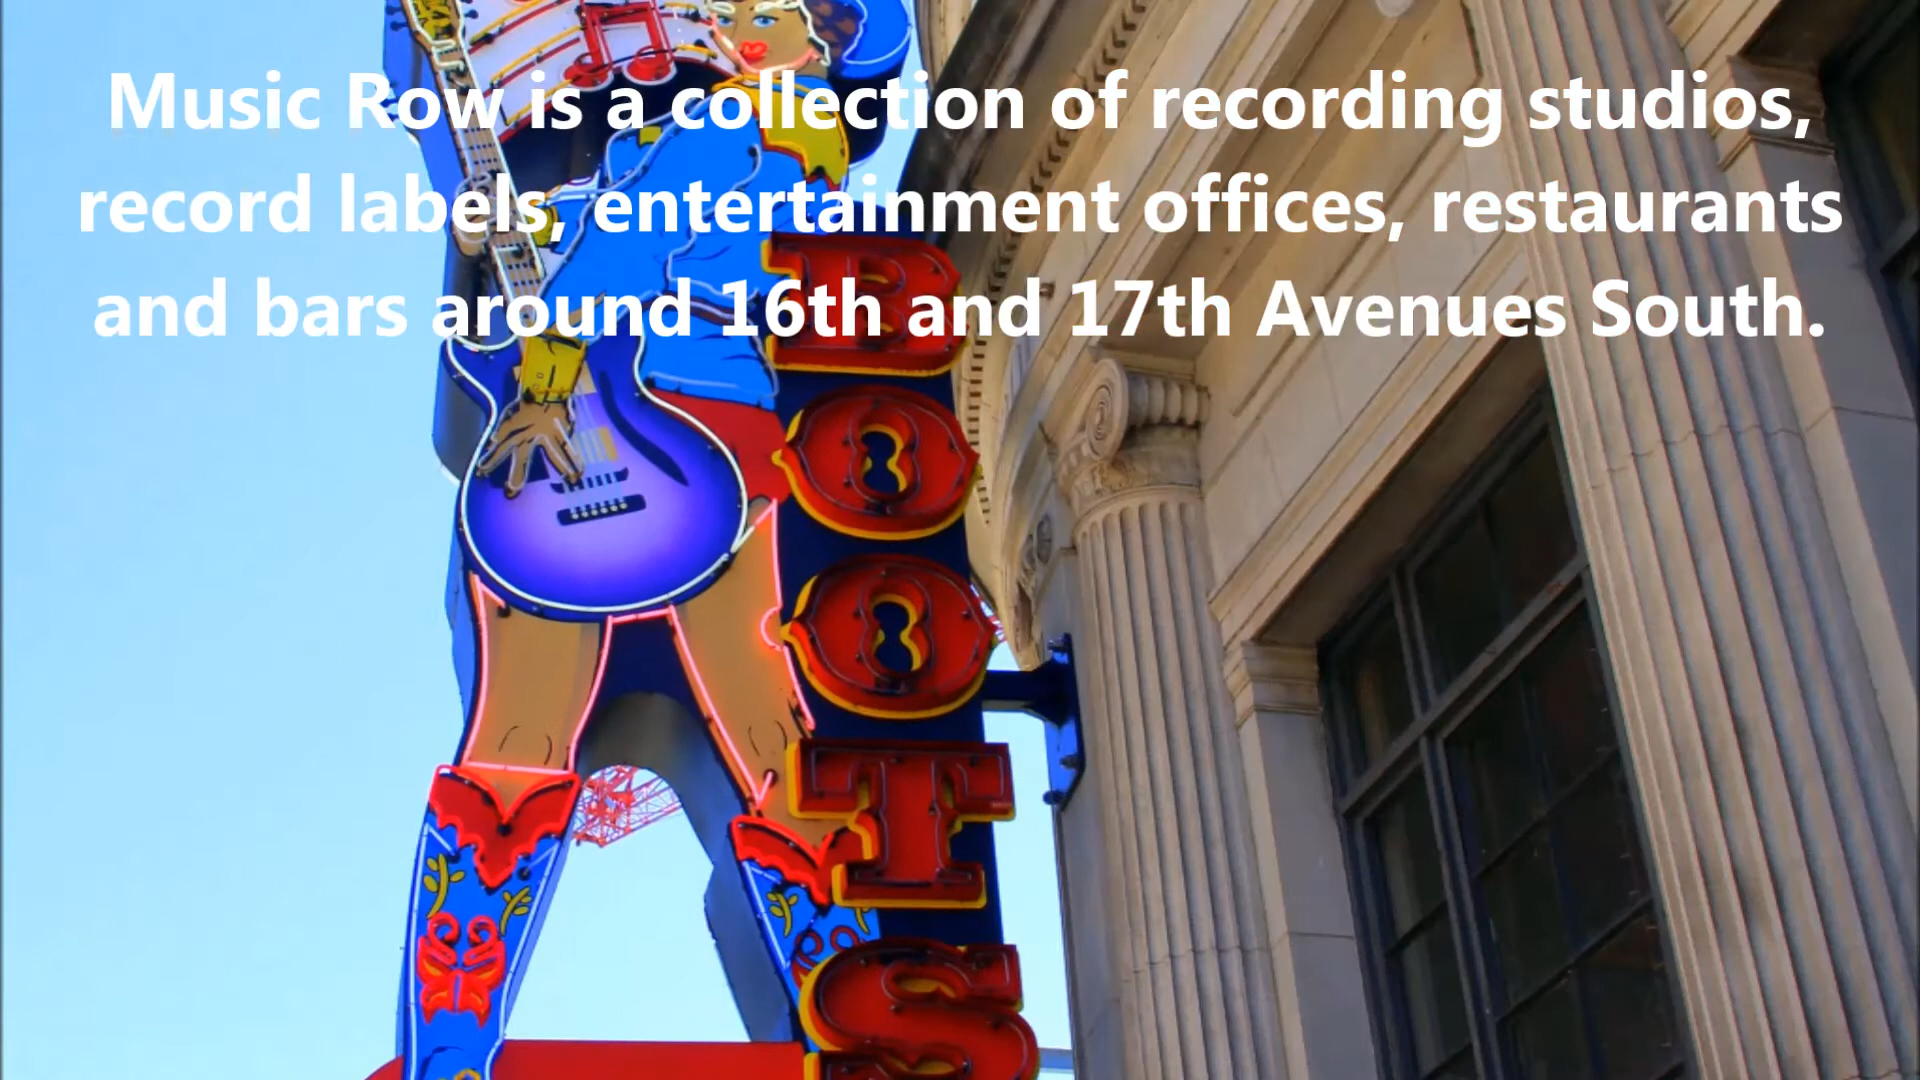 Music Row is a collection of recording studios,
record labels, entertainment offices, restaurants
and bars around 16th and 17th Avenues South.
BOOTS